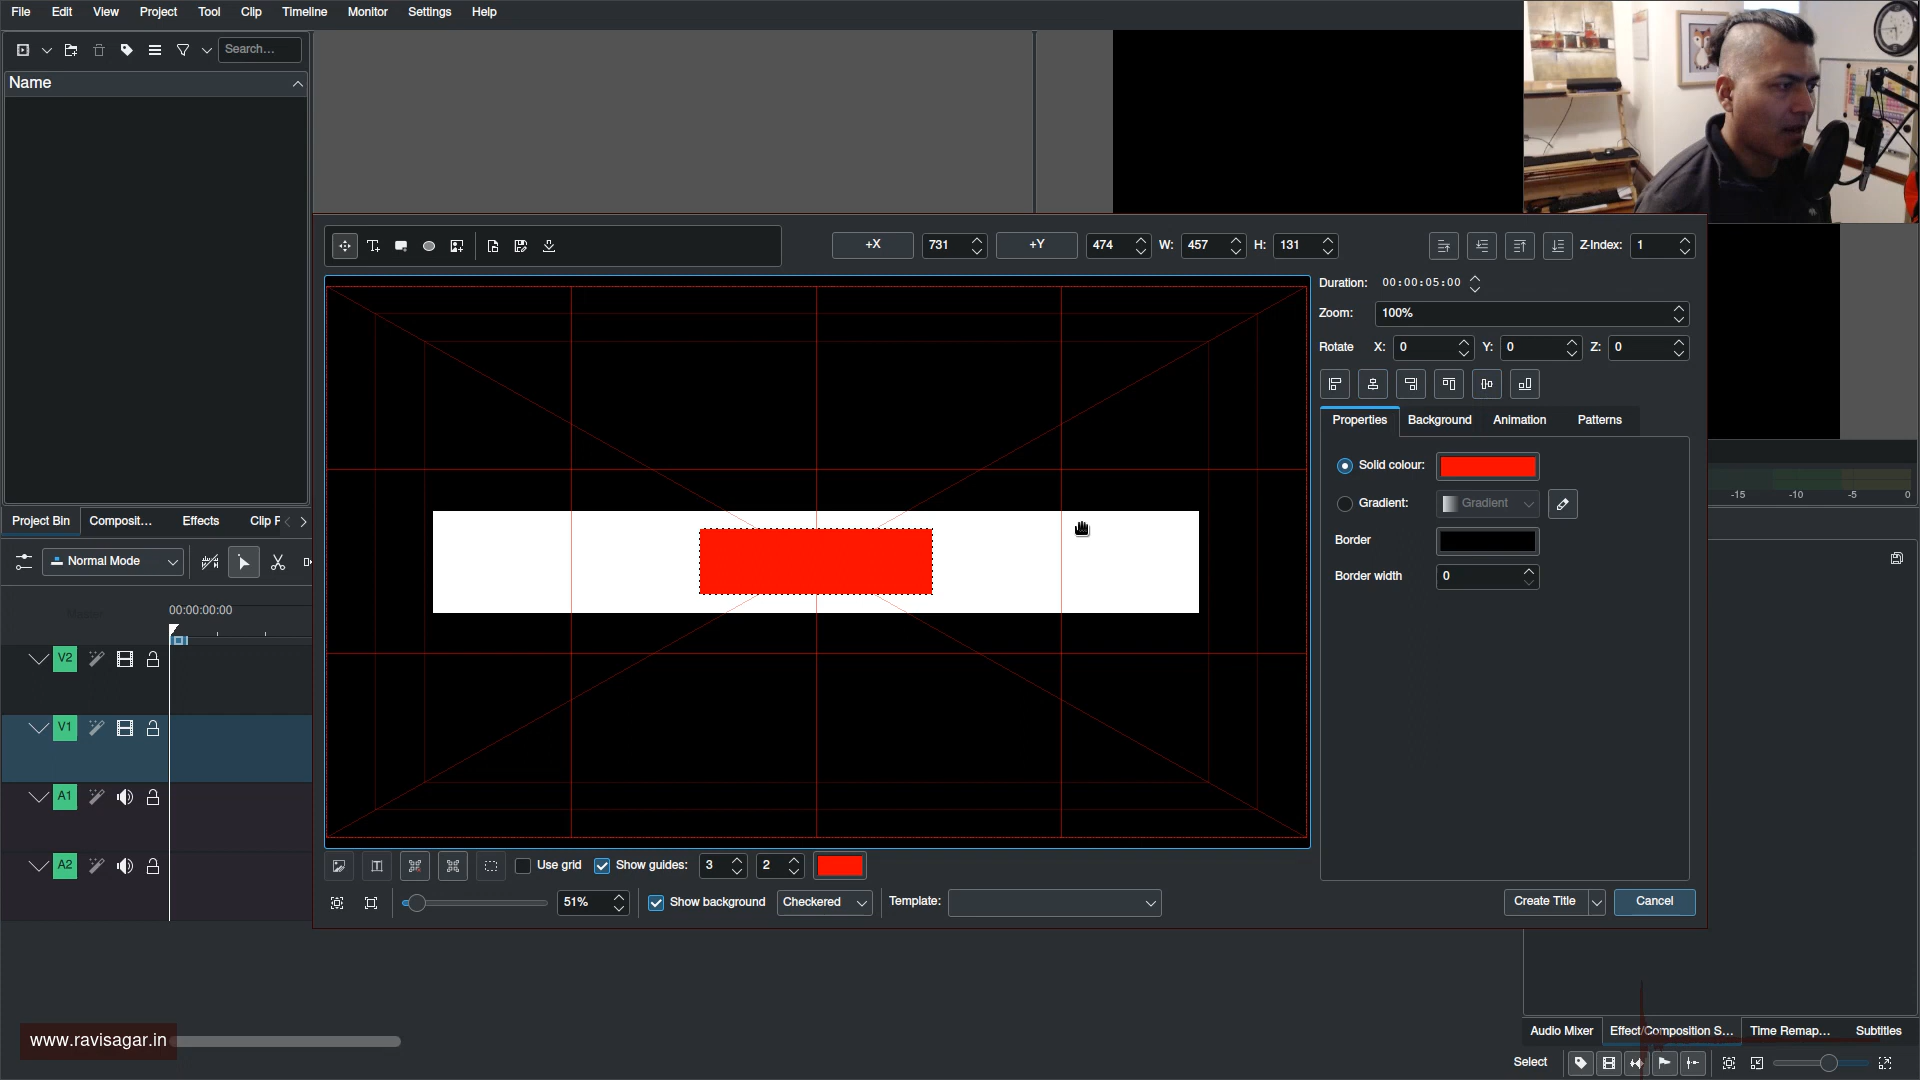 File Edit View Project Tool Clip Timeline Monitor Settings Help
Search...
Name
+X 731 +Y 474 W: 457 H: 131 Z-Index: 1
Duration: 00:00:05:00
Zoom: 100%
Rotate X: 0 Y: 0 Z: 0
Properties Background Animation Patterns
Solid colour:
Gradient: Gradient
Border
Border width 0
-15 -10 -5 0
Project Bin Composit... Effects Clip F
Normal Mode
00:00:00:00
V2
V1
A1
A2
Use grid Show guides: 3 2
51% Show background Checkered Template:
Create Title Cancel
www.ravisagar.in
Audio Mixer Effect/Composition S... Time Remap... Subtitles
Select